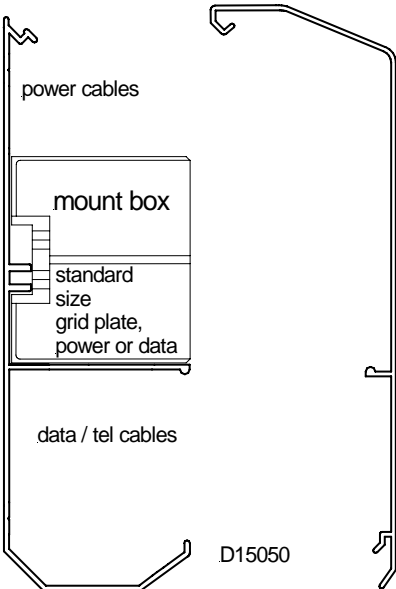 power cables
mount box
standard
size
grid plate,
power or data
data / tel cables
D15050